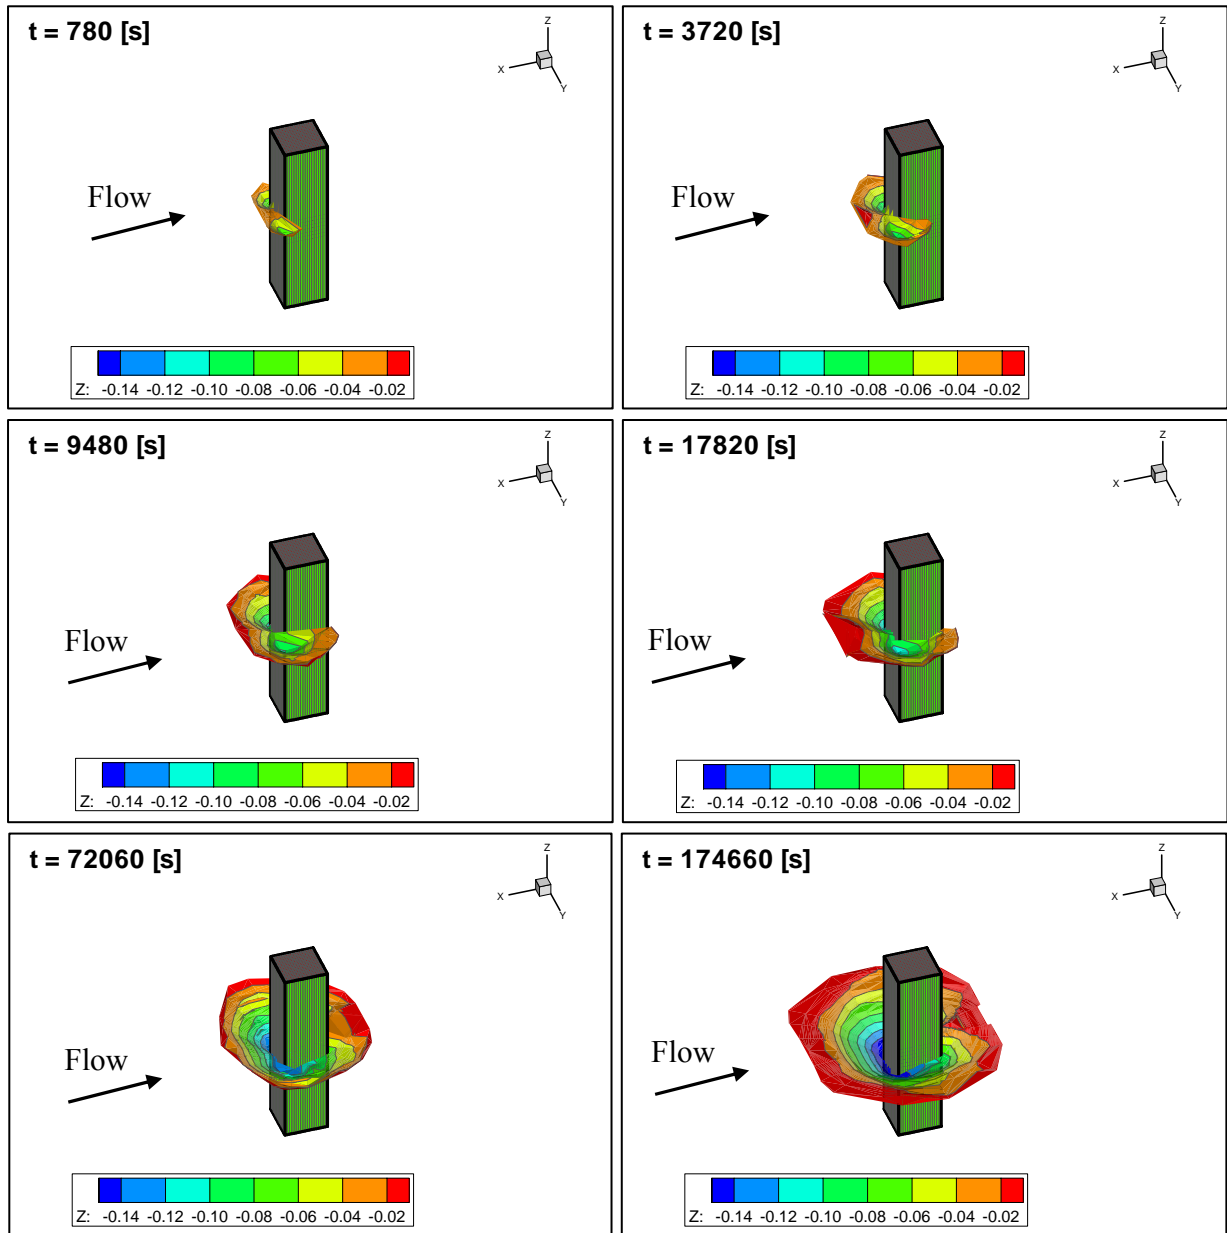 t = 780 [s]
Z
X
Y
Flow
Z: -0.14 -0.12 -0.10 -0.08 -0.06 -0.04 -0.02
t = 3720 [s]
Z
X
Y
Flow
Z: -0.14 -0.12 -0.10 -0.08 -0.06 -0.04 -0.02
t = 9480 [s]
Z
X
Y
Flow
Z: -0.14 -0.12 -0.10 -0.08 -0.06 -0.04 -0.02
t = 17820 [s]
Z
X
Y
Flow
Z: -0.14 -0.12 -0.10 -0.08 -0.06 -0.04 -0.02
t = 72060 [s]
Z
X
Y
Flow
Z: -0.14 -0.12 -0.10 -0.08 -0.06 -0.04 -0.02
t = 174660 [s]
Z
X
Y
Flow
Z: -0.14 -0.12 -0.10 -0.08 -0.06 -0.04 -0.02